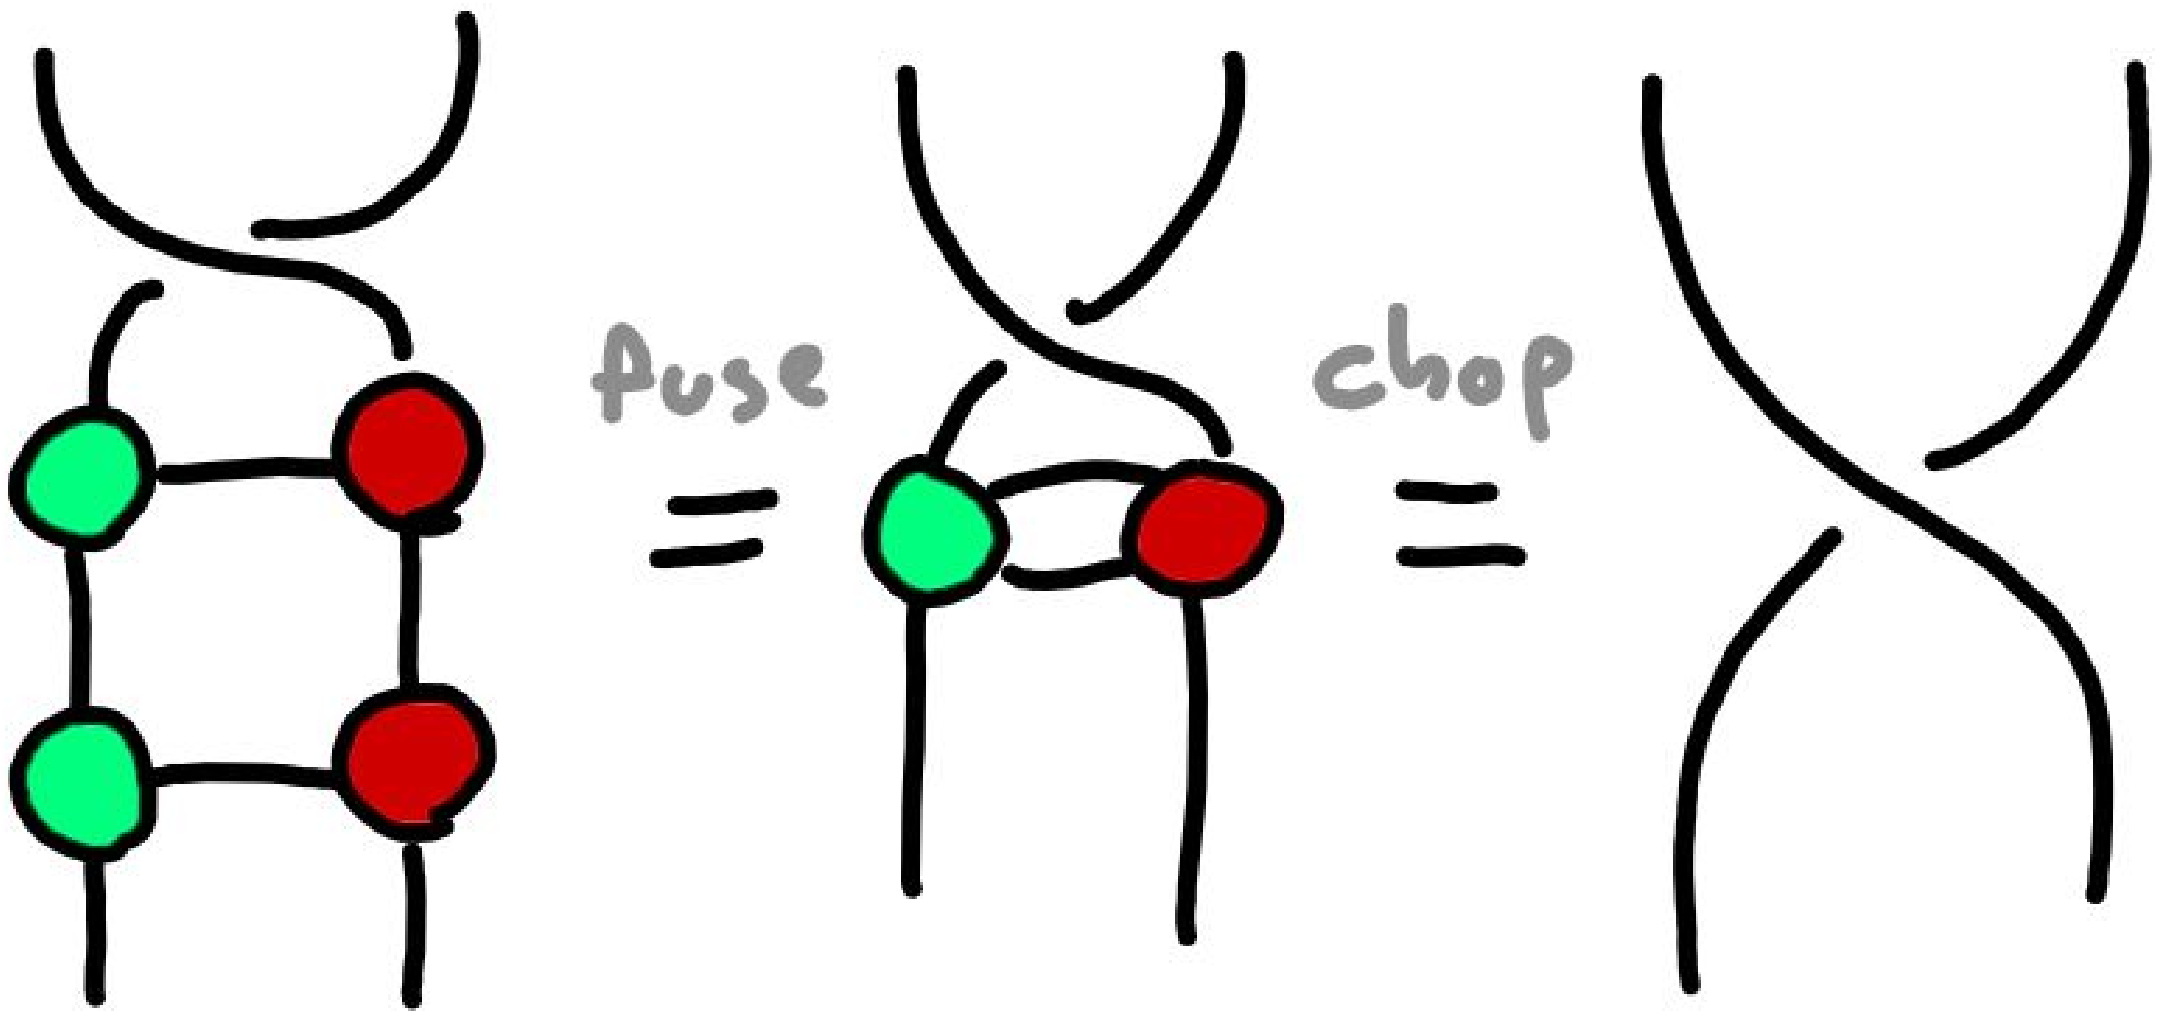 fuse
=
chop
=